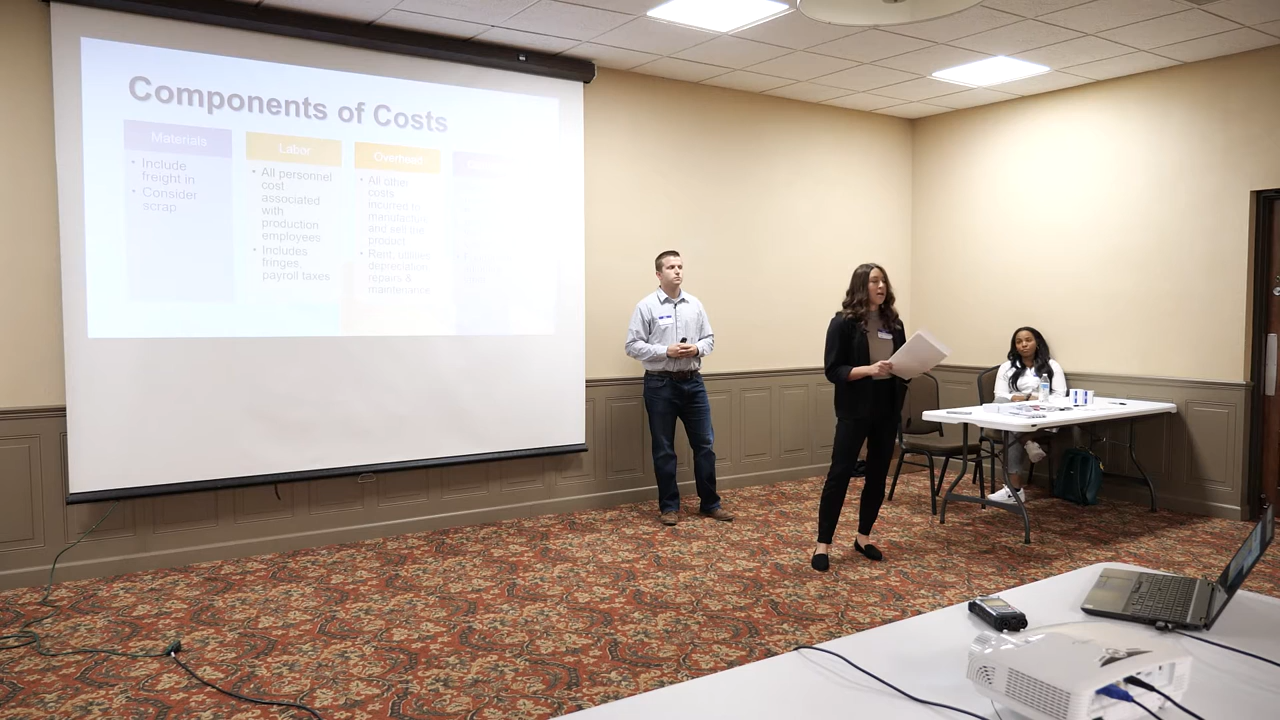 Components of Costs
Materials
• Include
freight in
• Consider
scrap
Labor
• All personnel
cost
associated
with
production
employees
• Includes
fringes,
payroll taxes
Overhead
• All other
costs
incurred to
manufacture
and sell the
product
• Rent, utilities
depreciation
repairs &
maintenance